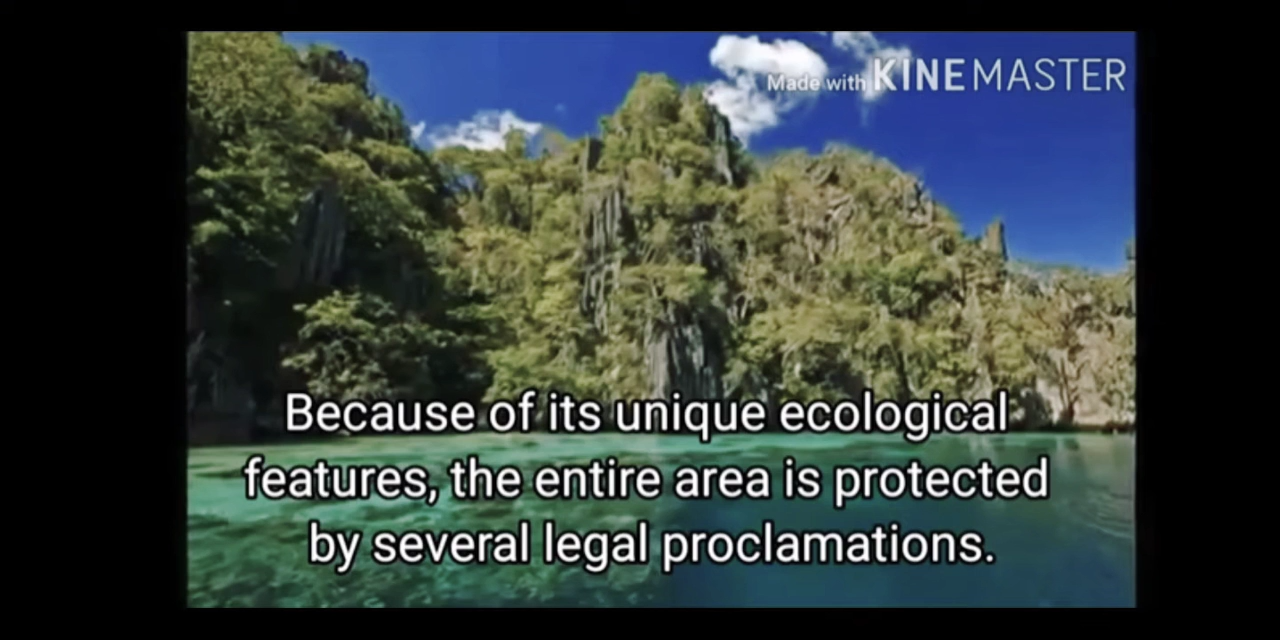 Made with KINEMASTER
Because of its unique ecological
features, the entire area is protected
by several legal proclamations.